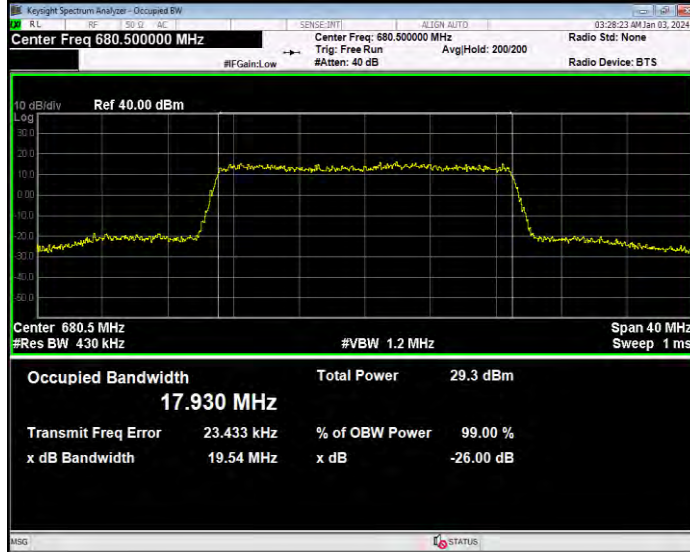 Keysight Spectrum Analyzer - Occupied BW
RL RF 50 Ω AC SENSE:INT ALIGN AUTO 03:28:23 AM Jan 03, 2024
Center Freq 680.500000 MHz Center Freq: 680.500000 MHz Radio Std: None
Trig: Free Run Avg|Hold: 200/200
#IFGain:Low #Atten: 40 dB Radio Device: BTS
10 dB/div Ref 40.00 dBm
Log
30.0
20.0
10.0
0.00
-10.0
-20.0
-30.0
-40.0
-50.0
Center 680.5 MHz Span 40 MHz
#Res BW 430 kHz #VBW 1.2 MHz Sweep 1 ms
Occupied Bandwidth Total Power 29.3 dBm
17.930 MHz
Transmit Freq Error 23.433 kHz % of OBW Power 99.00 %
x dB Bandwidth 19.54 MHz x dB -26.00 dB
MSG STATUS